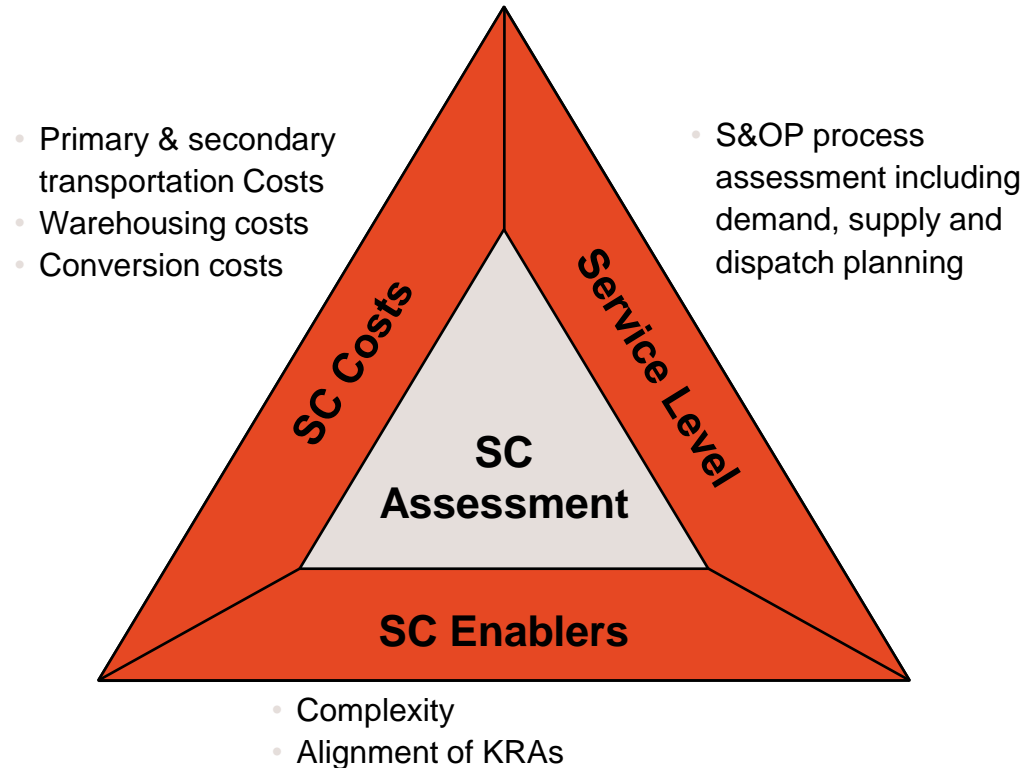 • Primary & secondary
transportation Costs
• Warehousing costs
• Conversion costs
• S&OP process
assessment including
demand, supply and
dispatch planning
SC Costs
Service Level
SC
Assessment
SC Enablers
• Complexity
• Alignment of KRAs